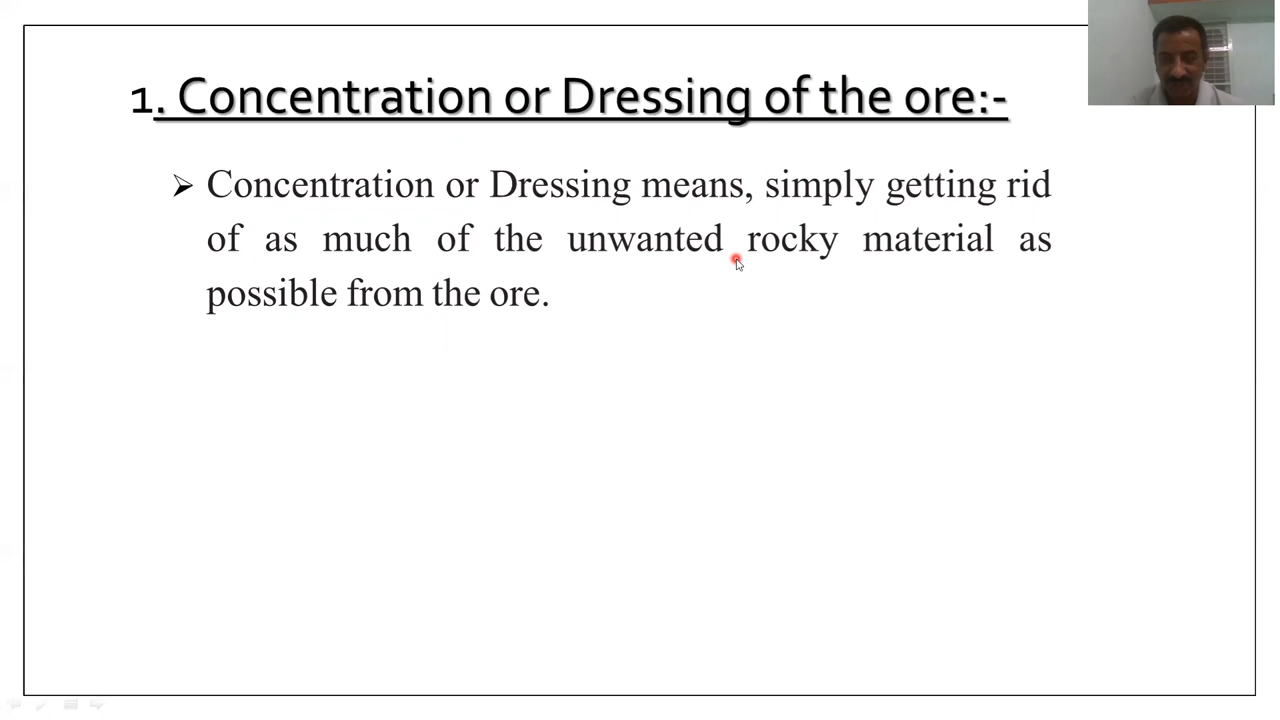 1. Concentration or Dressing of the ore:-
➢ Concentration or Dressing means, simply getting rid
of as much of the unwanted rocky material as
possible from the ore.